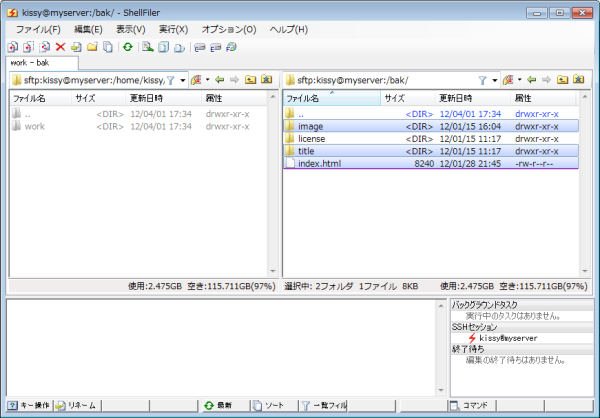 kissy@myserver:/bak/ - ShellFiler
ファイル(F) 編集(E) 表示(V) 実行(X) オプション(O) ヘルプ(H)
work - bak
sftp:kissy@myserver:/home/kissy/
ファイル名 サイズ 更新日時 属性
.. <DIR> 12/04/01 17:34 drwxr-xr-x
work <DIR> 12/04/01 17:34 drwxr-xr-x
使用:2.475GB 空き:115.711GB(97%)
sftp:kissy@myserver:/bak/
ファイル名 サイズ 更新日時 属性
.. <DIR> 12/04/01 17:34 drwxr-xr-x
image <DIR> 12/01/15 16:04 drwxr-xr-x
license <DIR> 12/01/15 11:17 drwxr-xr-x
title <DIR> 12/01/15 11:17 drwxr-xr-x
index.html 8240 12/01/28 21:45 -rw-r--r--
選択中: 2フォルダ 1ファイル 8KB 使用:2.475GB 空き:115.711GB(97%)
バックグラウンドタスク
実行中のタスクはありません。
SSHセッション
kissy@myserver
終了待ち
編集の終了待ちはありません。
キー操作 リネーム 最新 ソート 一覧フィル コマンド